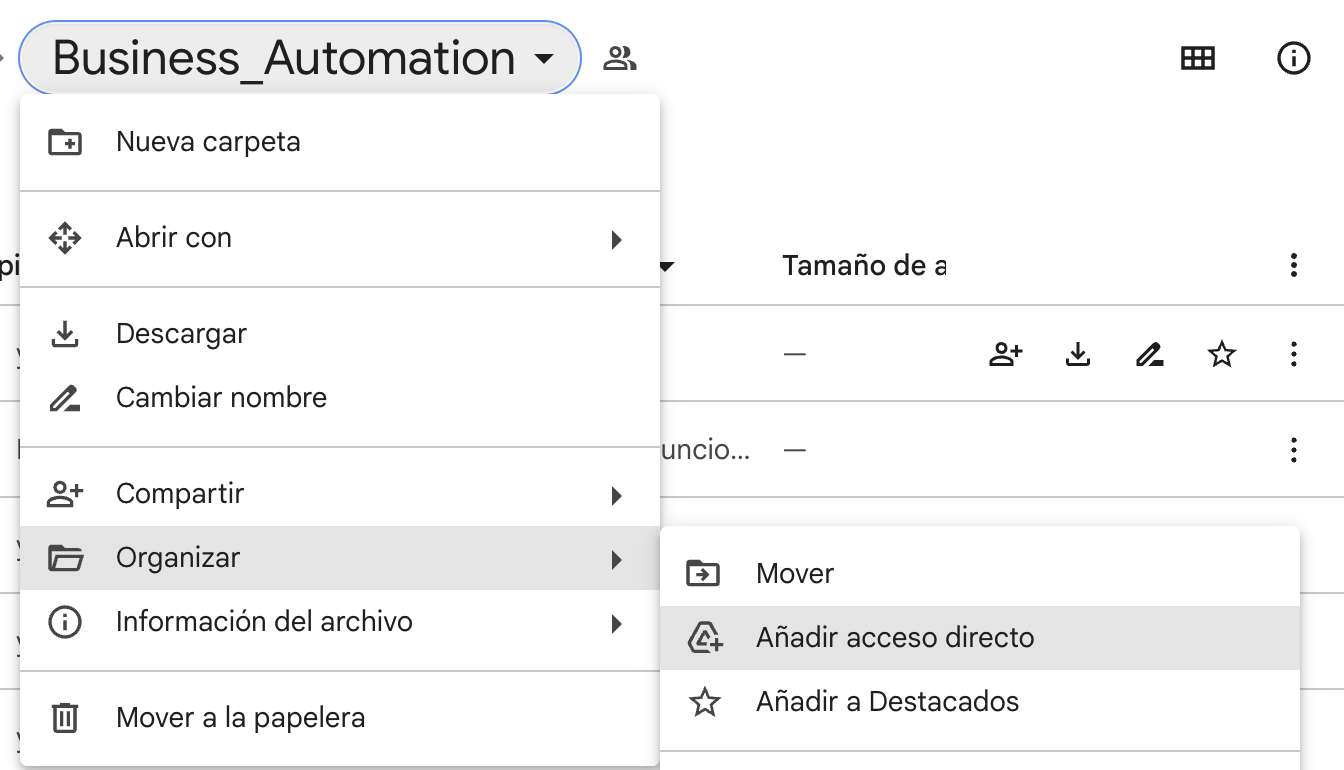 Business_Automation
Nueva carpeta
Abrir con
Tamaño de a
Descargar
Cambiar nombre
uncio...
Compartir
Organizar
Mover
Información del archivo
Añadir acceso directo
Añadir a Destacados
Mover a la papelera